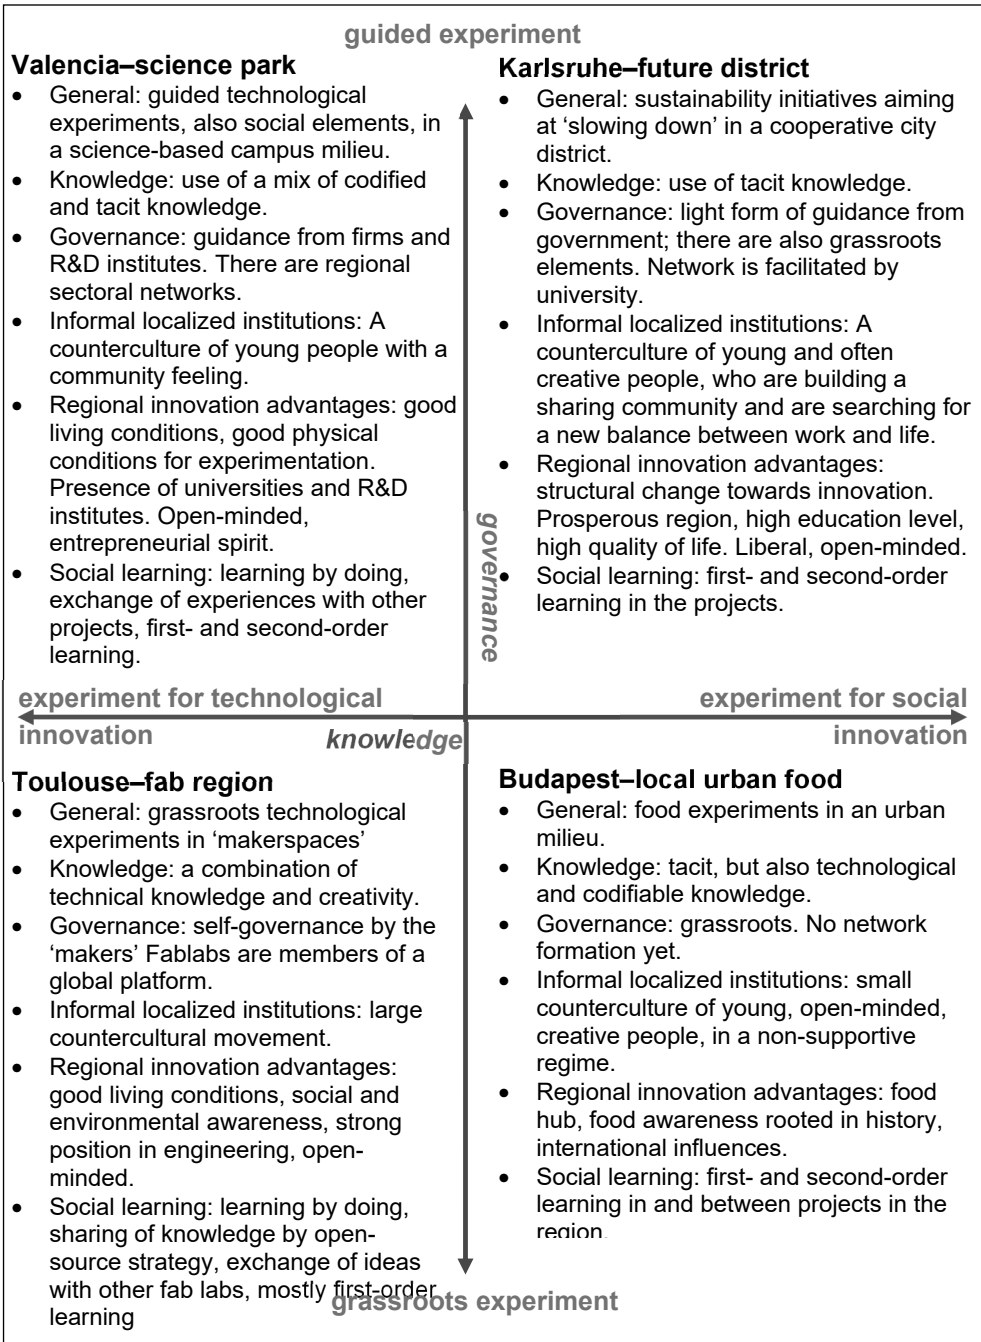 guided experiment
Valencia–science park
• General: guided technological
experiments, also social elements, in
a science-based campus milieu.
• Knowledge: use of a mix of codified
and tacit knowledge.
• Governance: guidance from firms and
R&D institutes. There are regional
sectoral networks.
• Informal localized institutions: A
counterculture of young people with a
community feeling.
• Regional innovation advantages: good
living conditions, good physical
conditions for experimentation.
Presence of universities and R&D
institutes. Open-minded,
entrepreneurial spirit.
• Social learning: learning by doing,
exchange of experiences with other
projects, first- and second-order
learning.
Karlsruhe–future district
• General: sustainability initiatives aiming
at ‘slowing down’ in a cooperative city
district.
• Knowledge: use of tacit knowledge.
• Governance: light form of guidance from
government; there are also grassroots
elements. Network is facilitated by
university.
• Informal localized institutions: A
counterculture of young and often
creative people, who are building a
sharing community and are searching for
a new balance between work and life.
• Regional innovation advantages:
structural change towards innovation.
Prosperous region, high education level,
high quality of life. Liberal, open-minded.
• Social learning: first- and second-order
learning in the projects.
governance
experiment for technological
innovation
knowledge
experiment for social
innovation
Toulouse–fab region
• General: grassroots technological
experiments in ‘makerspaces’
• Knowledge: a combination of
technical knowledge and creativity.
• Governance: self-governance by the
‘makers’ Fablabs are members of a
global platform.
• Informal localized institutions: large
countercultural movement.
• Regional innovation advantages:
good living conditions, social and
environmental awareness, strong
position in engineering, open-
minded.
• Social learning: learning by doing,
sharing of knowledge by open-
source strategy, exchange of ideas
with other fab labs, mostly first-order
learning
Budapest–local urban food
• General: food experiments in an urban
milieu.
• Knowledge: tacit, but also technological
and codifiable knowledge.
• Governance: grassroots. No network
formation yet.
• Informal localized institutions: small
counterculture of young, open-minded,
creative people, in a non-supportive
regime.
• Regional innovation advantages: food
hub, food awareness rooted in history,
international influences.
• Social learning: first- and second-order
learning in and between projects in the
region.
grassroots experiment